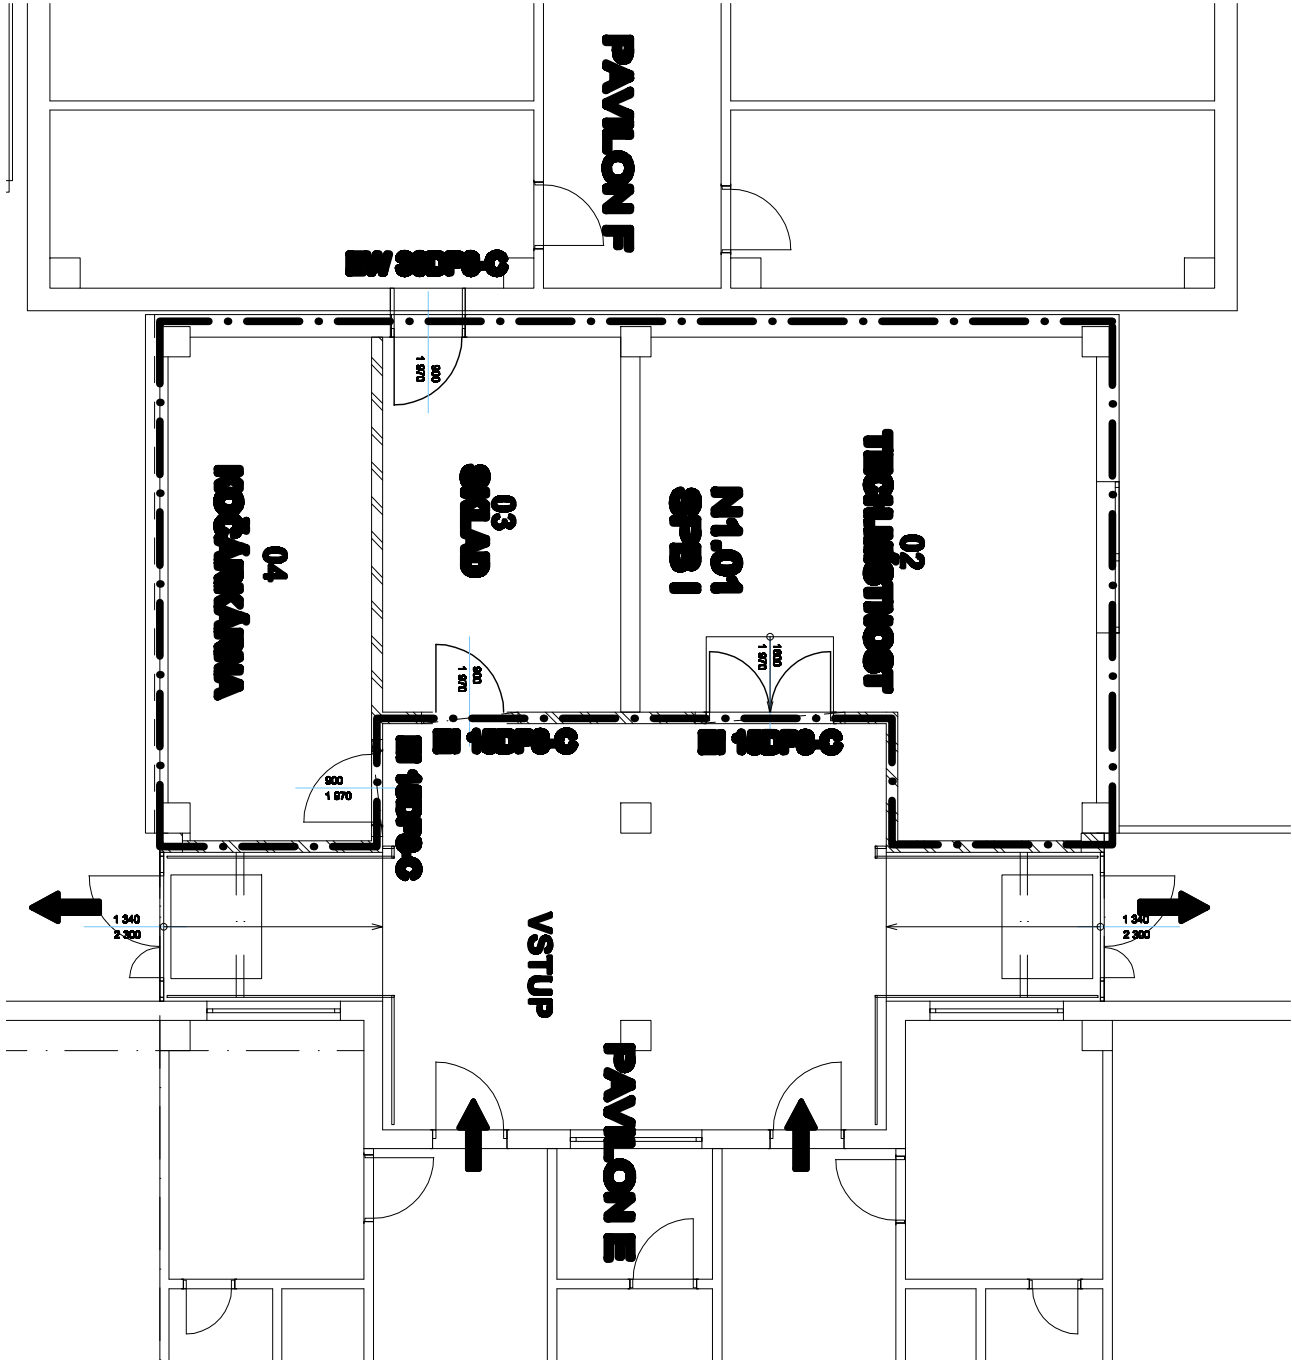 PAVILON F
EW 30DP3-C
900
1 970
04
KOČÁRKÁRNA
03
SKLAD
N1.01
SPB I
02
TECH.MÍSTNOST
900
1 970
1600
1 970
EI 15DP3-C
EI 15DP3-C
EI 15DP3-C
900
1 970
1 340
2 300
1 340
2 300
VSTUP
PAVILON E